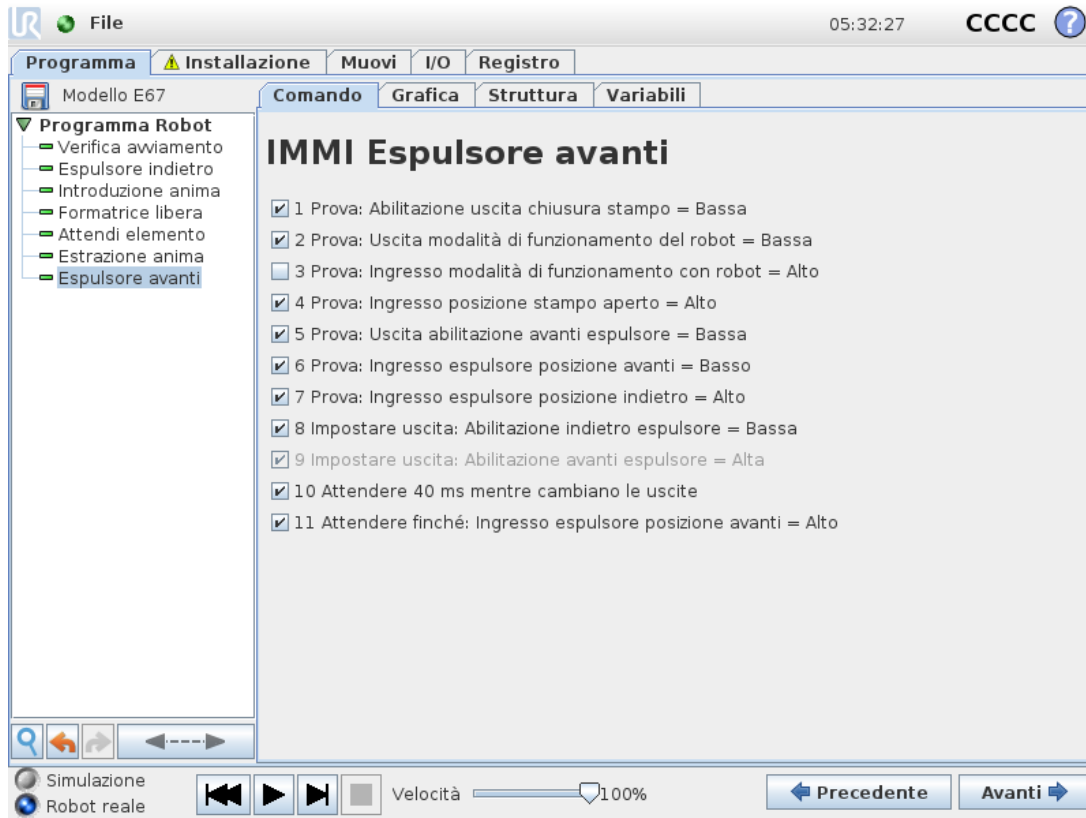 UR File 05:32:27 CCCC ?
Programma Installazione Muovi I/O Registro
Modello E67 Comando Grafica Struttura Variabili
Programma Robot
Verifica avviamento
Espulsore indietro
Introduzione anima
Formatrice libera
Attendi elemento
Estrazione anima
Espulsore avanti
IMMI Espulsore avanti
1 Prova: Abilitazione uscita chiusura stampo = Bassa
2 Prova: Uscita modalità di funzionamento del robot = Bassa
3 Prova: Ingresso modalità di funzionamento con robot = Alto
4 Prova: Ingresso posizione stampo aperto = Alto
5 Prova: Uscita abilitazione avanti espulsore = Bassa
6 Prova: Ingresso espulsore posizione avanti = Basso
7 Prova: Ingresso espulsore posizione indietro = Alto
8 Impostare uscita: Abilitazione indietro espulsore = Bassa
9 Impostare uscita: Abilitazione avanti espulsore = Alta
10 Attendere 40 ms mentre cambiano le uscite
11 Attendere finché: Ingresso espulsore posizione avanti = Alto
Simulazione
Robot reale
Velocità 100%
Precedente Avanti